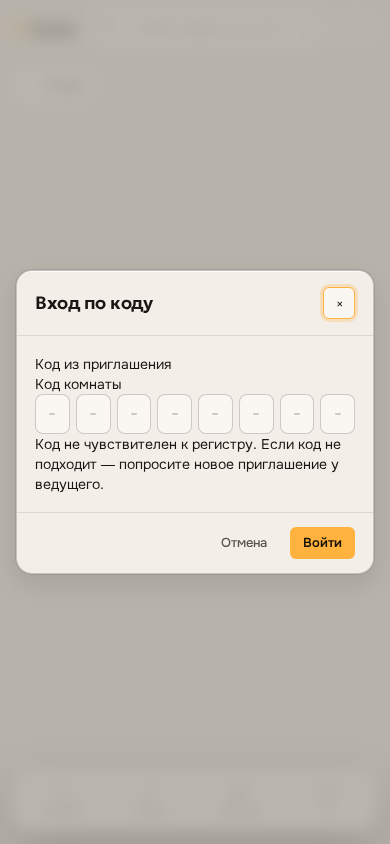 Вход по коду
×
Код из приглашения
Код комнаты
– – – – – – – –
Код не чувствителен к регистру. Если код не
подходит — попросите новое приглашение у
ведущего.
Отмена
Войти